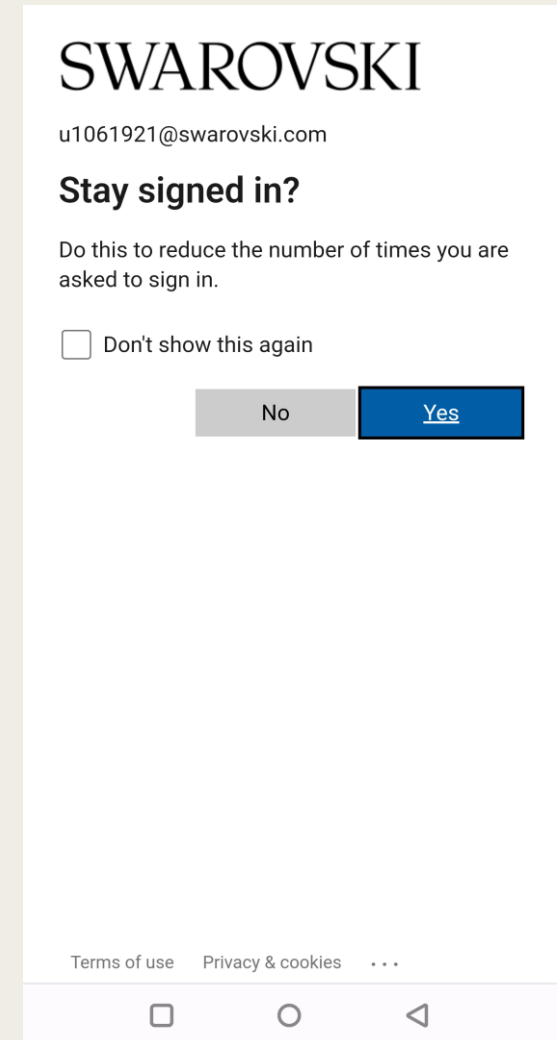 SWAROVSKI
u1061921@swarovski.com
Stay signed in?
Do this to reduce the number of times you are
asked to sign in.
Don't show this again
No
Yes
Terms of use Privacy & cookies ...